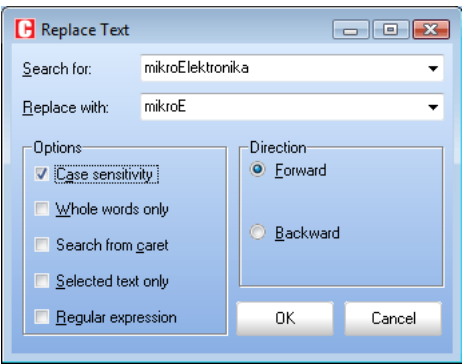 Replace Text
Search for: mikroElektronika
Replace with: mikroE
Options
Case sensitivity
Whole words only
Search from caret
Selected text only
Regular expression
Direction
Forward
Backward
OK Cancel